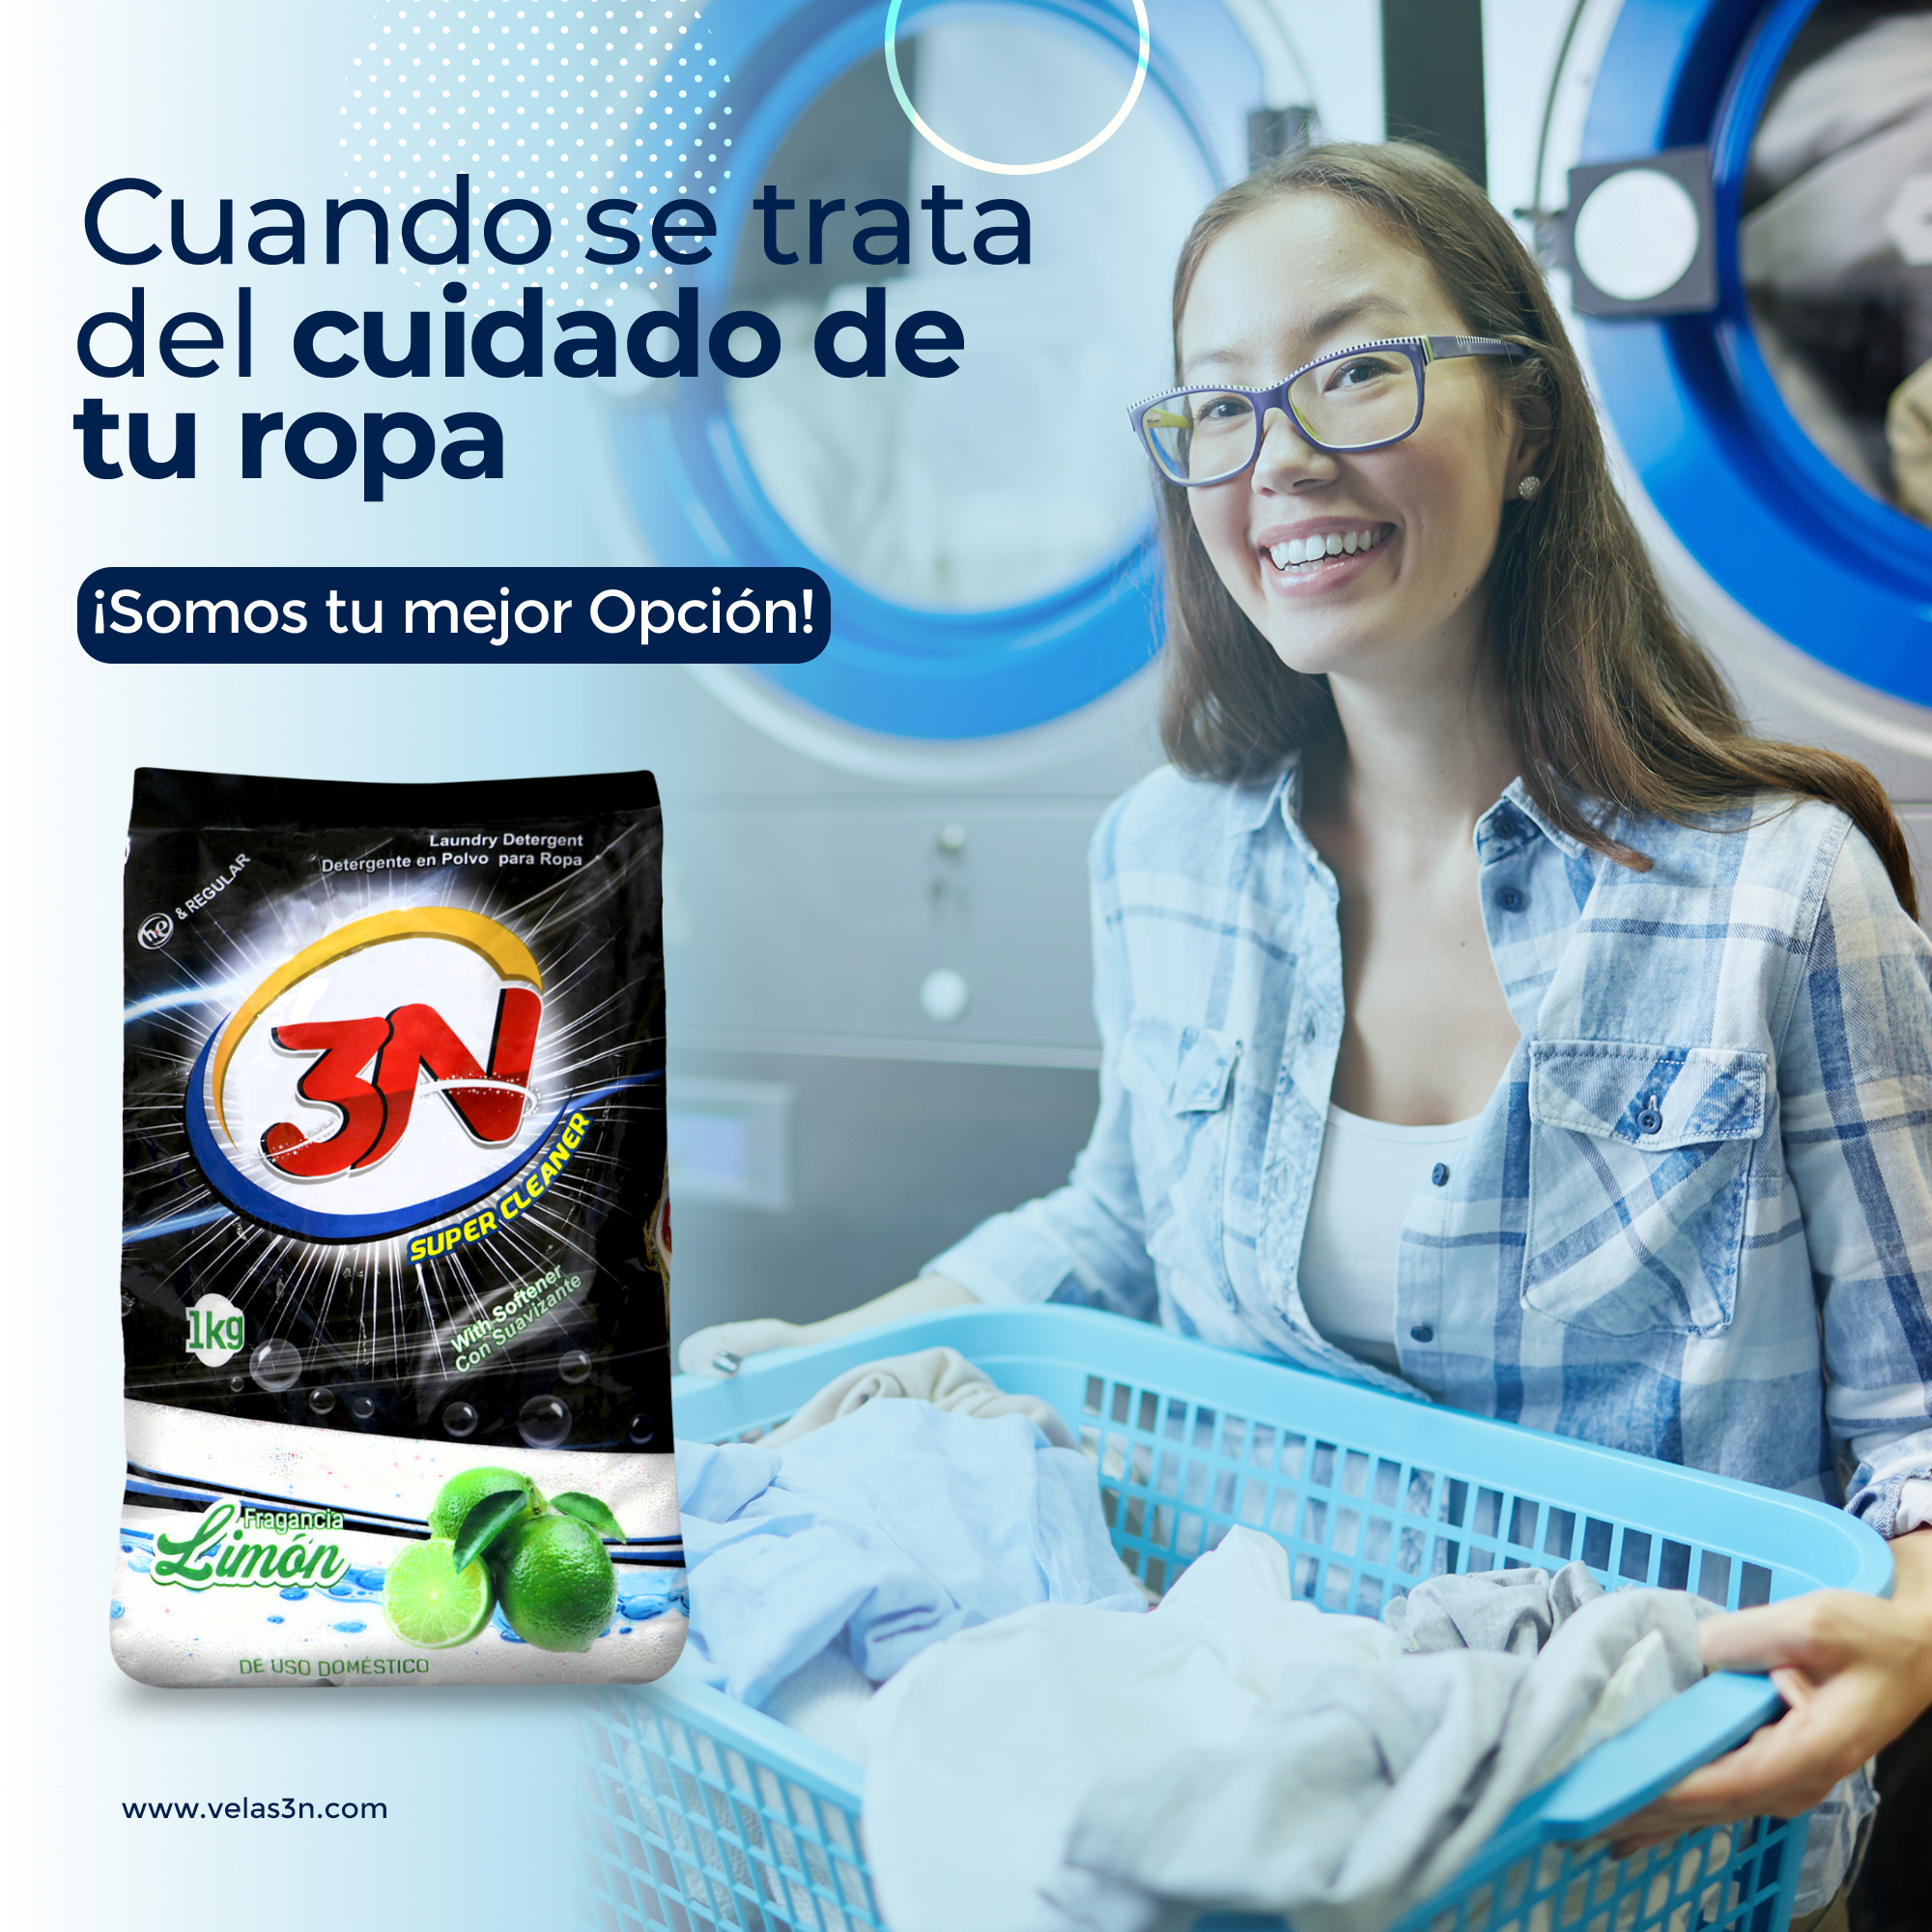 Cuando se trata
del cuidado de
tu ropa
¡Somos tu mejor Opción!
Laundry Detergent
Detergente en Polvo para Ropa
he & REGULAR
3N
SUPER CLEANER
1kg
With Softener
Con Suavizante
Fragancia
Limón
DE USO DOMÉSTICO
www.velas3n.com